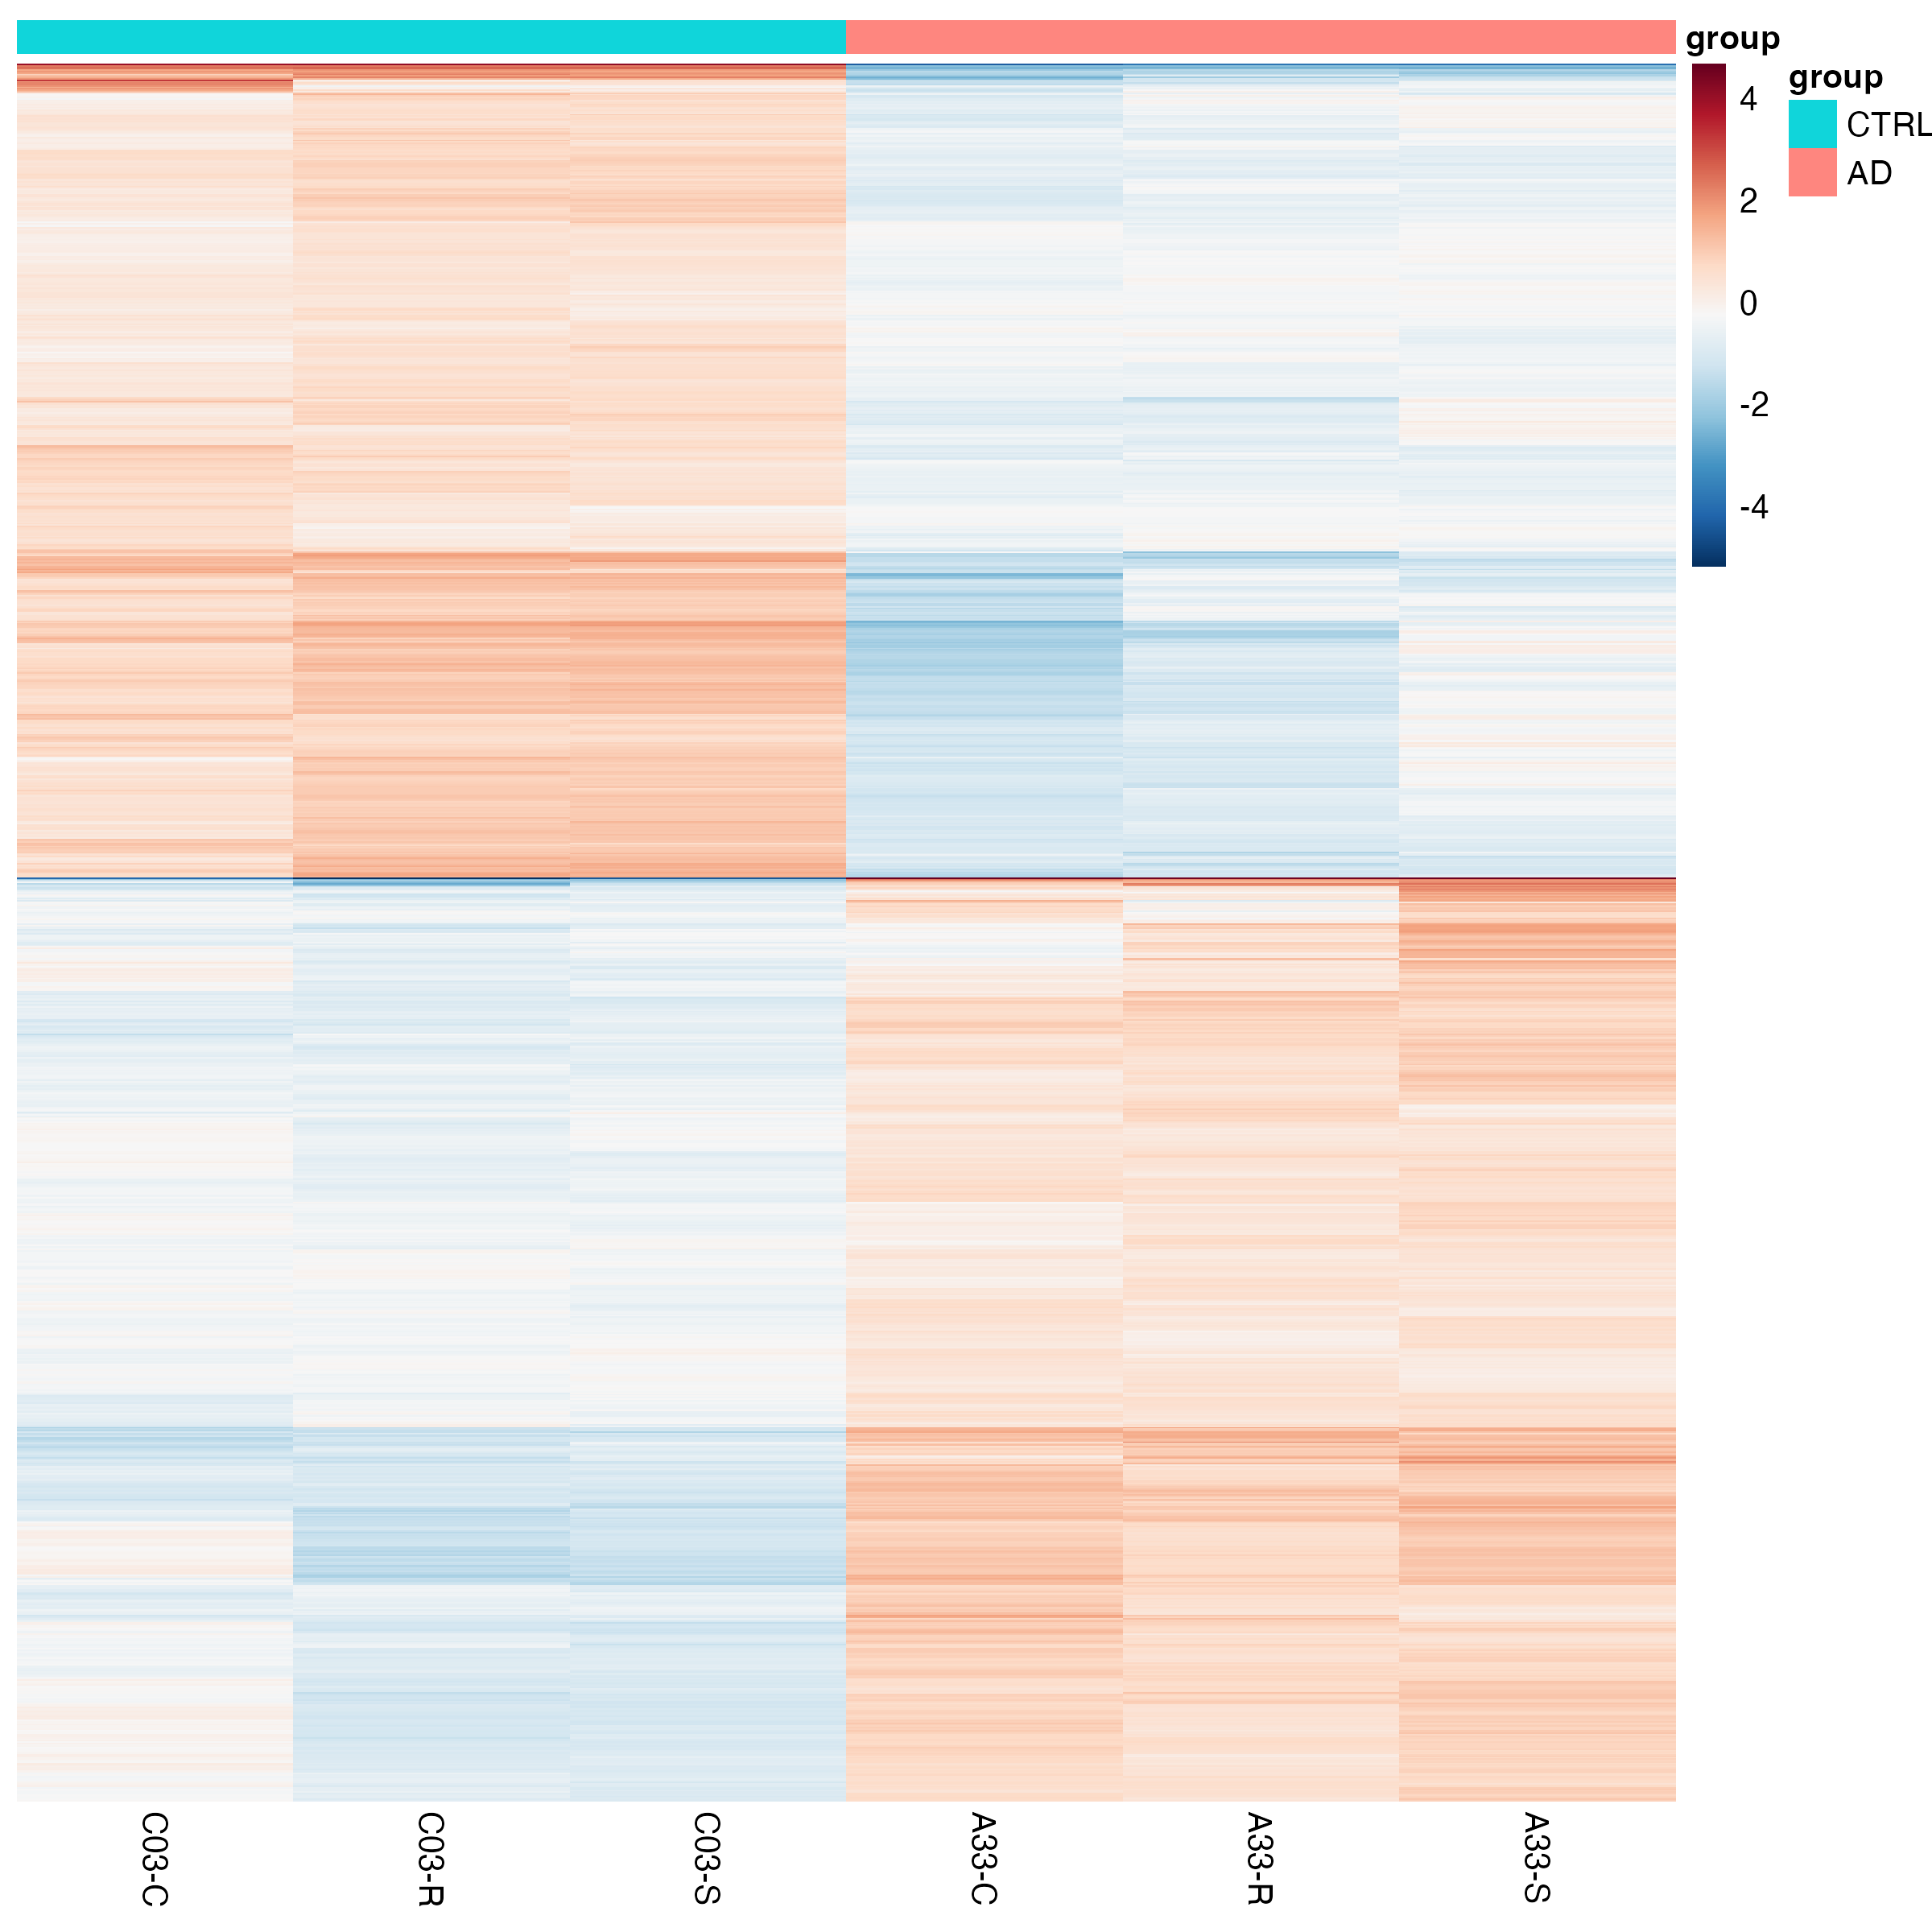 group
4
2
0
-2
-4
group
CTRL
AD
C03-C
C03-R
C03-S
A33-C
A33-R
A33-S